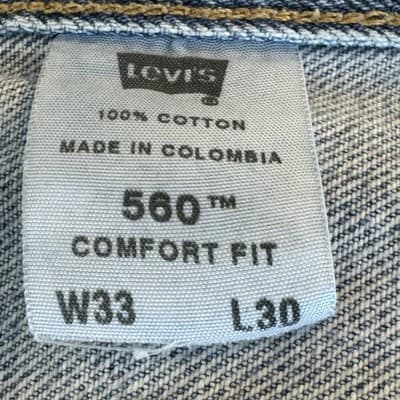 LEVI'S
100% COTTON
MADE IN COLOMBIA
560™
COMFORT FIT
W33 L30